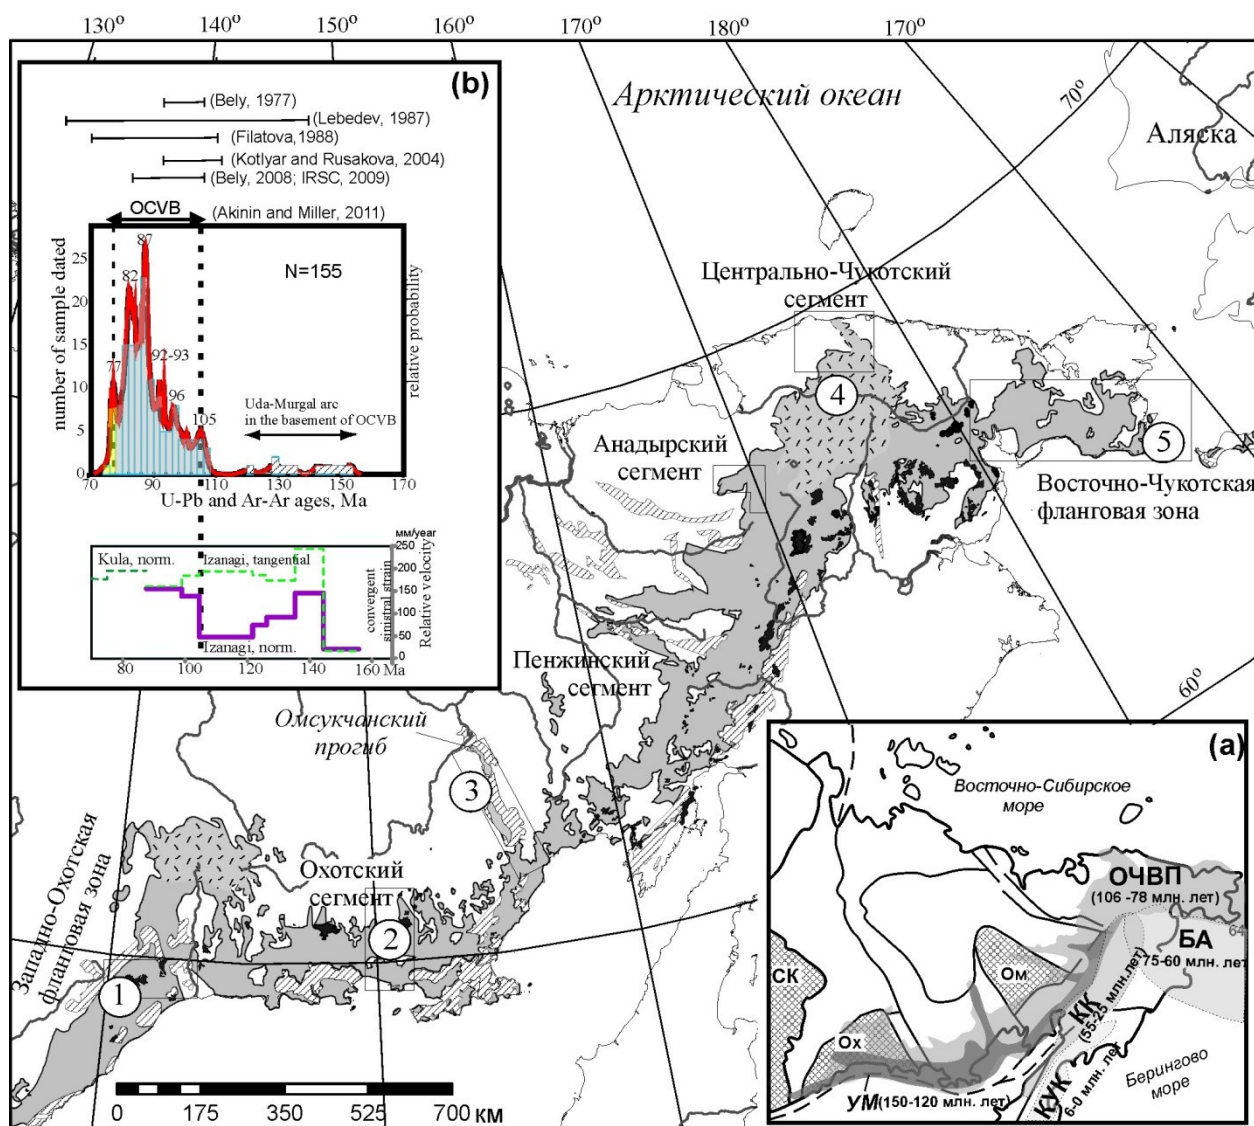 130° 140° 150° 160° 170° 180° 170°
70°
60°
(b)
(Bely, 1977)
(Lebedev, 1987)
(Filatova,1988)
(Kotlyar and Rusakova, 2004)
(Bely, 2008; IRSC, 2009)
OCVB
(Akinin and Miller, 2011)
number of sample dated
relative probability
25
20
15
10
5
0
N=155
87
82
77
92-93
96
105
Uda-Murgal arc
in the basement of OCVB
70 90 110 130 150 170
U-Pb and Ar-Ar ages, Ma
мм/year
250
200
150
100
50
0
Kula, norm.
Izanagi, tangential
Izanagi, norm.
convergent
sinistral strain
Relative velocity
80 100 120 140 160 Ma
Арктический океан
Аляска
Центрально-Чукотский
сегмент
4
5
Анадырский
сегмент
Восточно-Чукотская
фланговая зона
Пенжинский
сегмент
Омсукчанский
прогиб
3
Западно-Охотская
фланговая зона
Охотский
сегмент
2
1
0 175 350 525 700 КМ
(a)
Восточно-Сибирское
море
ОЧВП
(106 -78 млн. лет)
64
БА
75-60 млн. лет)
СК
Ом
КК
(55-25 млн.лет)
Ох
КУК
6-0 млн. лет
Берингово
море
УМ (150-120 млн. лет)